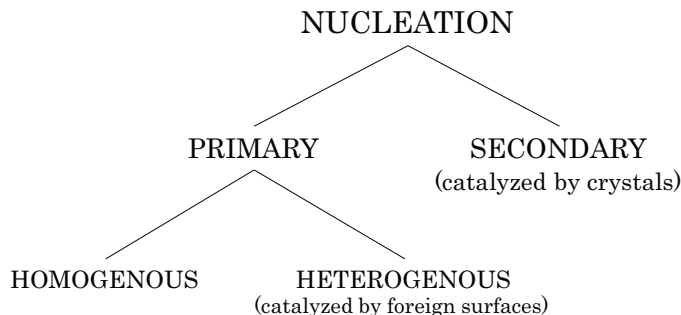 NUCLEATION
PRIMARY
SECONDARY
(catalyzed by crystals)
HOMOGENOUS
HETEROGENOUS
(catalyzed by foreign surfaces)